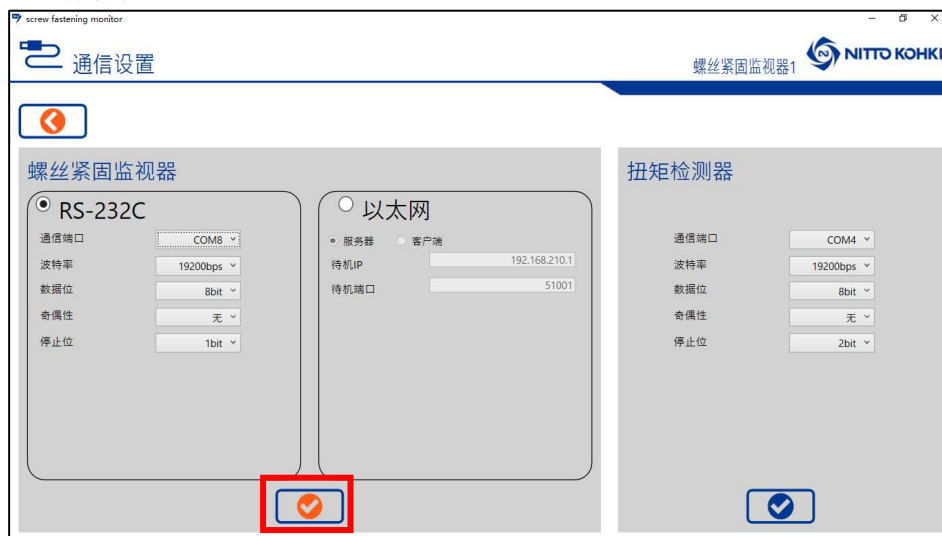 screw fastening monitor
通信设置
螺丝紧固监视器1
NITTO KOHKI
螺丝紧固监视器
RS-232C
通信端口 COM8
波特率 19200bps
数据位 8bit
奇偶性 无
停止位 1bit
以太网
服务器 客户端
待机IP 192.168.210.1
待机端口 51001
扭矩检测器
通信端口 COM4
波特率 19200bps
数据位 8bit
奇偶性 无
停止位 2bit